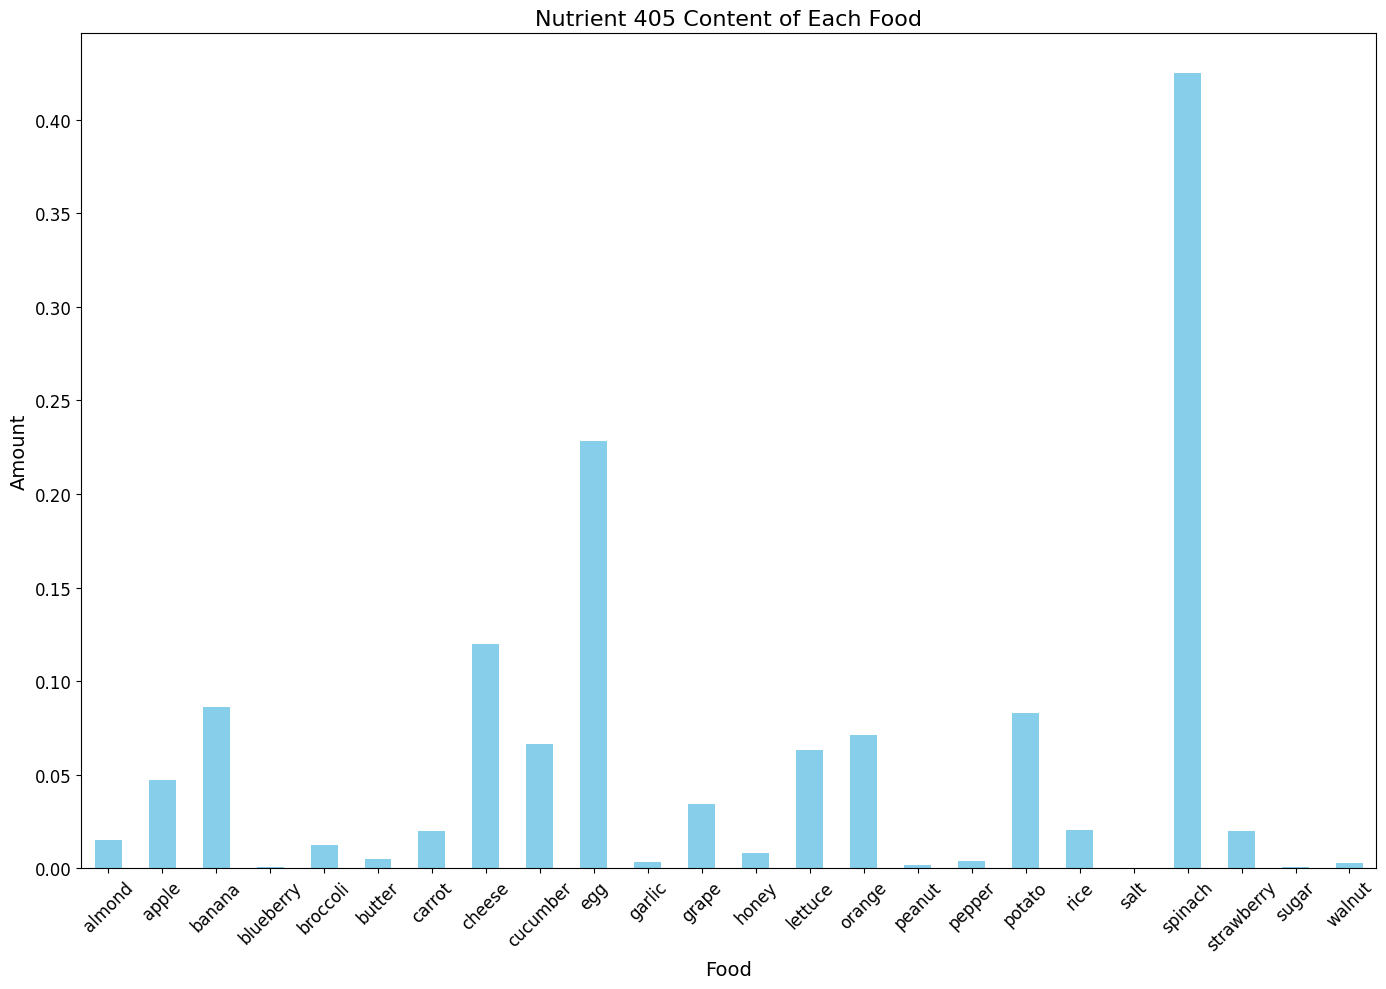 Nutrient 405 Content of Each Food
0.40
0.35
0.30
0.25
0.20
0.15
0.10
0.05
0.00
Amount
almond
apple
banana
blueberry
broccoli
butter
carrot
cheese
cucumber
egg
garlic
grape
honey
lettuce
orange
peanut
pepper
potato
rice
salt
spinach
strawberry
sugar
walnut
Food